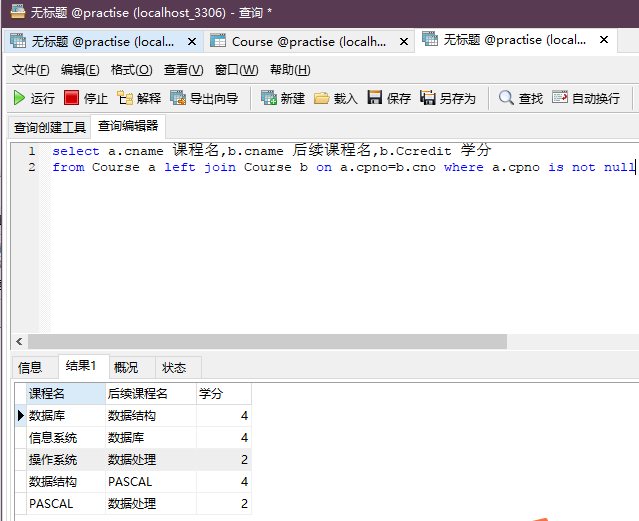 无标题 @practise (localhost_3306) - 查询 *
无标题 @practise (local... × Course @practise (localh... × 无标题 @practise (local... ×
文件(F) 编辑(E) 格式(O) 查看(V) 窗口(W) 帮助(H)
运行 停止 解释 导出向导 新建 载入 保存 另存为 查找 自动换行
查询创建工具 查询编辑器
1 select a.cname 课程名,b.cname 后续课程名,b.Ccredit 学分
2 from Course a left join Course b on a.cpno=b.cno where a.cpno is not null
信息 结果1 概况 状态
课程名 后续课程名 学分
数据库 数据结构 4
信息系统 数据库 4
操作系统 数据处理 2
数据结构 PASCAL 4
PASCAL 数据处理 2